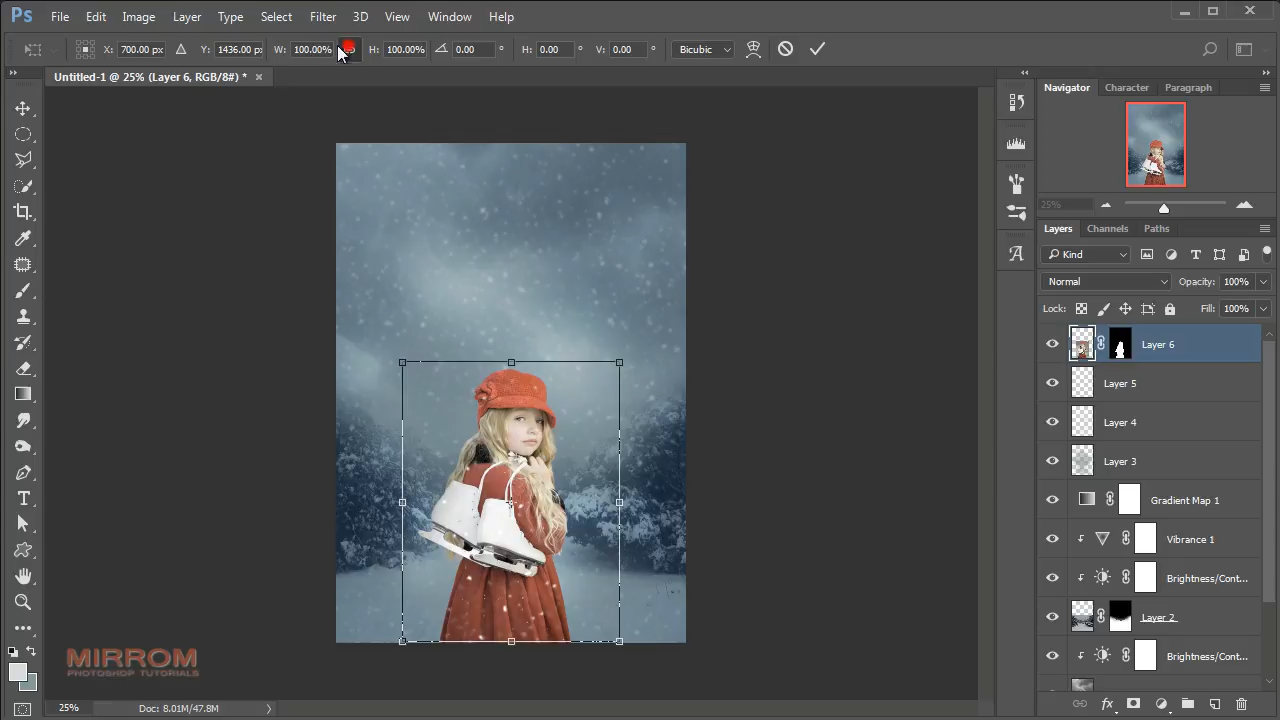 Ps File Edit Image Layer Type Select Filter 3D View Window Help
X: 700.00 px Y: 1436.00 px W: 100.00% H: 100.00% 0.00 ° H: 0.00 ° V: 0.00 ° Bicubic
Untitled-1 @ 25% (Layer 6, RGB/8#) * ×
Navigator Character Paragraph
25%
Layers Channels Paths
Kind
Normal Opacity: 100%
Lock: Fill: 100%
Layer 6
Layer 5
Layer 4
Layer 3
Gradient Map 1
Vibrance 1
Brightness/Cont...
Layer 2
Brightness/Cont...
MIRROM
PHOTOSHOP TUTORIALS
25% Doc: 8.01M/47.8M